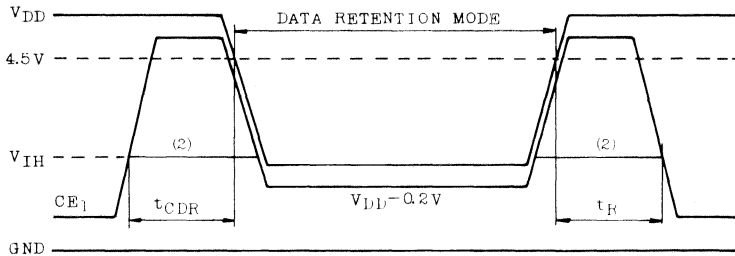 VDD
DATA RETENTION MODE
4.5V
VIH
(2)
(2)
CE1
tCDR
VDD-0.2V
tR
GND